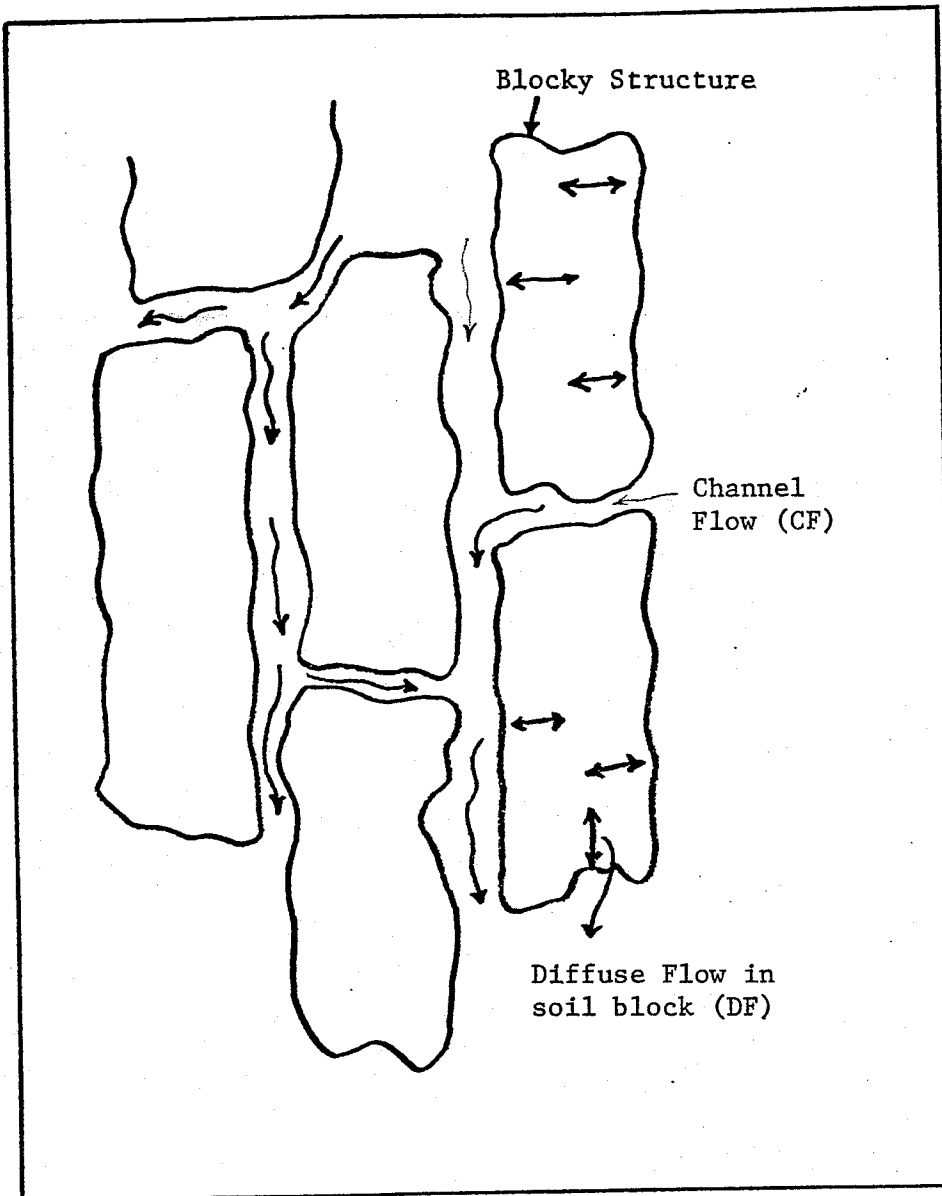 Blocky Structure
Channel
Flow (CF)
Diffuse Flow in
soil block (DF)